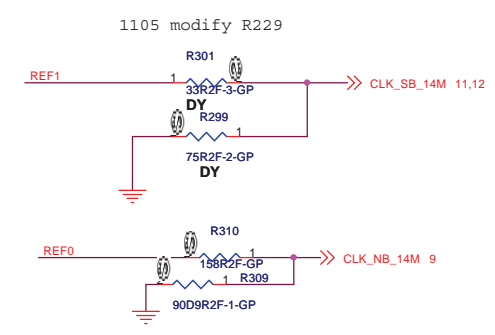 1105 modify R229
R301
REF1
1
33R2F-3-GP
CLK_SB_14M 11,12
DY
R299
1
75R2F-2-GP
DY
R310
REF0
1
158R2F-GP
CLK_NB_14M 9
R309
1
90D9R2F-1-GP